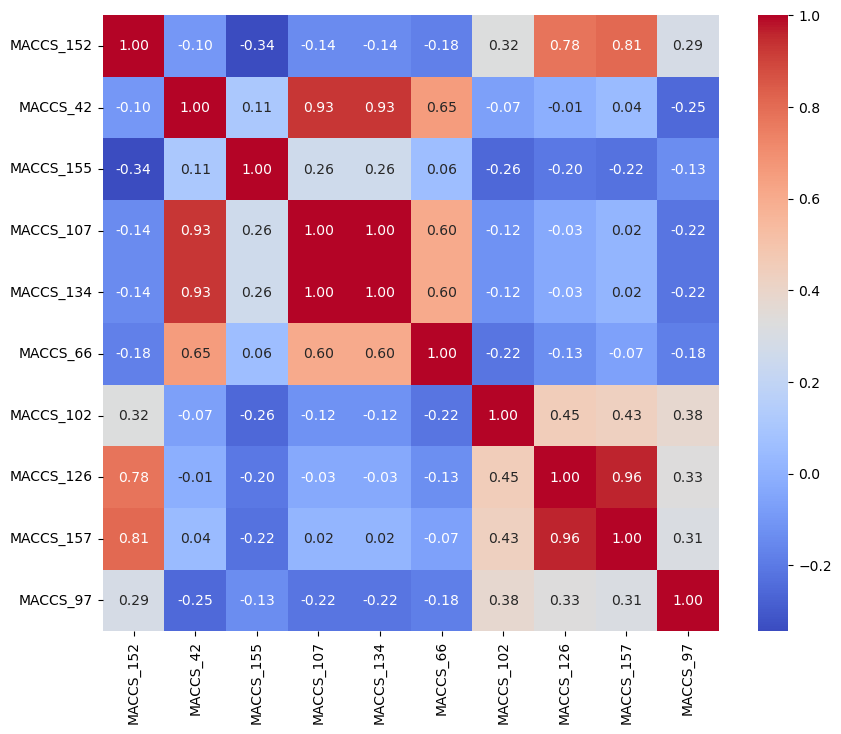 MACCS_152 1.00 -0.10 -0.34 -0.14 -0.14 -0.18 0.32 0.78 0.81 0.29
MACCS_42 -0.10 1.00 0.11 0.93 0.93 0.65 -0.07 -0.01 0.04 -0.25
MACCS_155 -0.34 0.11 1.00 0.26 0.26 0.06 -0.26 -0.20 -0.22 -0.13
MACCS_107 -0.14 0.93 0.26 1.00 1.00 0.60 -0.12 -0.03 0.02 -0.22
MACCS_134 -0.14 0.93 0.26 1.00 1.00 0.60 -0.12 -0.03 0.02 -0.22
MACCS_66 -0.18 0.65 0.06 0.60 0.60 1.00 -0.22 -0.13 -0.07 -0.18
MACCS_102 0.32 -0.07 -0.26 -0.12 -0.12 -0.22 1.00 0.45 0.43 0.38
MACCS_126 0.78 -0.01 -0.20 -0.03 -0.03 -0.13 0.45 1.00 0.96 0.33
MACCS_157 0.81 0.04 -0.22 0.02 0.02 -0.07 0.43 0.96 1.00 0.31
MACCS_97 0.29 -0.25 -0.13 -0.22 -0.22 -0.18 0.38 0.33 0.31 1.00
MACCS_152 MACCS_42 MACCS_155 MACCS_107 MACCS_134 MACCS_66 MACCS_102 MACCS_126 MACCS_157 MACCS_97
1.0
0.8
0.6
0.4
0.2
0.0
−0.2